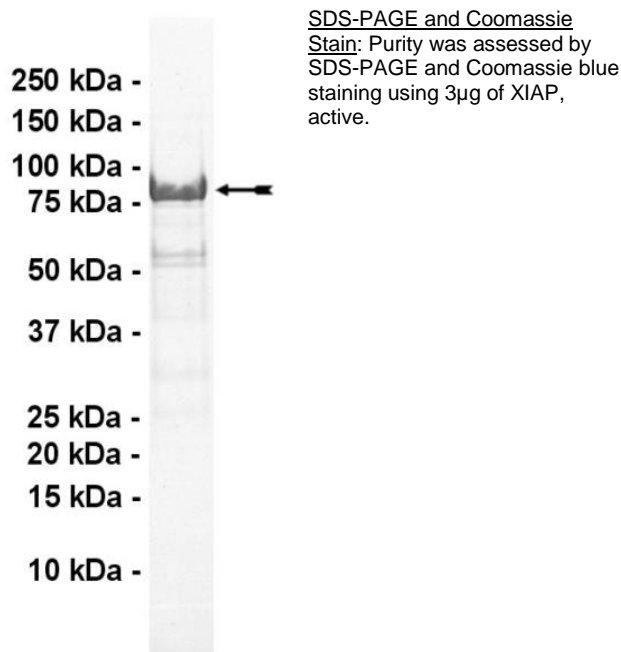 SDS-PAGE and Coomassie
Stain: Purity was assessed by
SDS-PAGE and Coomassie blue
staining using 3µg of XIAP,
active.
250 kDa -
150 kDa -
100 kDa -
75 kDa -
50 kDa -
37 kDa -
25 kDa -
20 kDa -
15 kDa -
10 kDa -